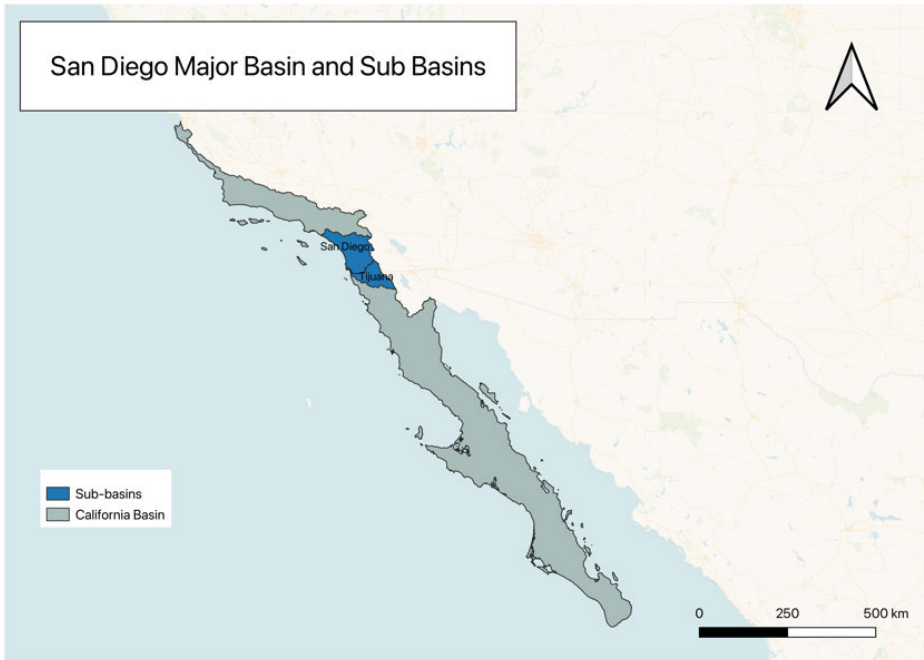 San Diego Major Basin and Sub Basins
San Diego
Tijuana
Sub-basins
California Basin
0 250 500 km